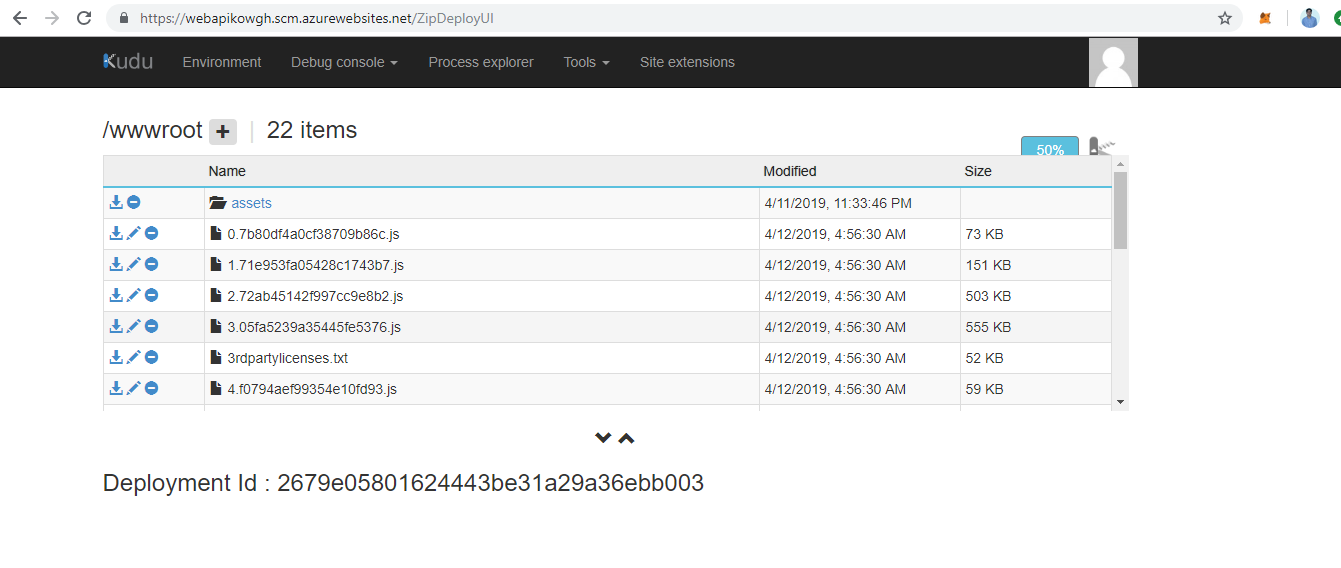 https://webapikowgh.scm.azurewebsites.net/ZipDeployUI
Kudu Environment Debug console Process explorer Tools Site extensions
/wwwroot + | 22 items
50%
Name Modified Size
assets 4/11/2019, 11:33:46 PM
0.7b80df4a0cf38709b86c.js 4/12/2019, 4:56:30 AM 73 KB
1.71e953fa05428c1743b7.js 4/12/2019, 4:56:30 AM 151 KB
2.72ab45142f997cc9e8b2.js 4/12/2019, 4:56:30 AM 503 KB
3.05fa5239a35445fe5376.js 4/12/2019, 4:56:30 AM 555 KB
3rdpartylicenses.txt 4/12/2019, 4:56:30 AM 52 KB
4.f0794aef99354e10fd93.js 4/12/2019, 4:56:30 AM 59 KB
Deployment Id : 2679e05801624443be31a29a36ebb003